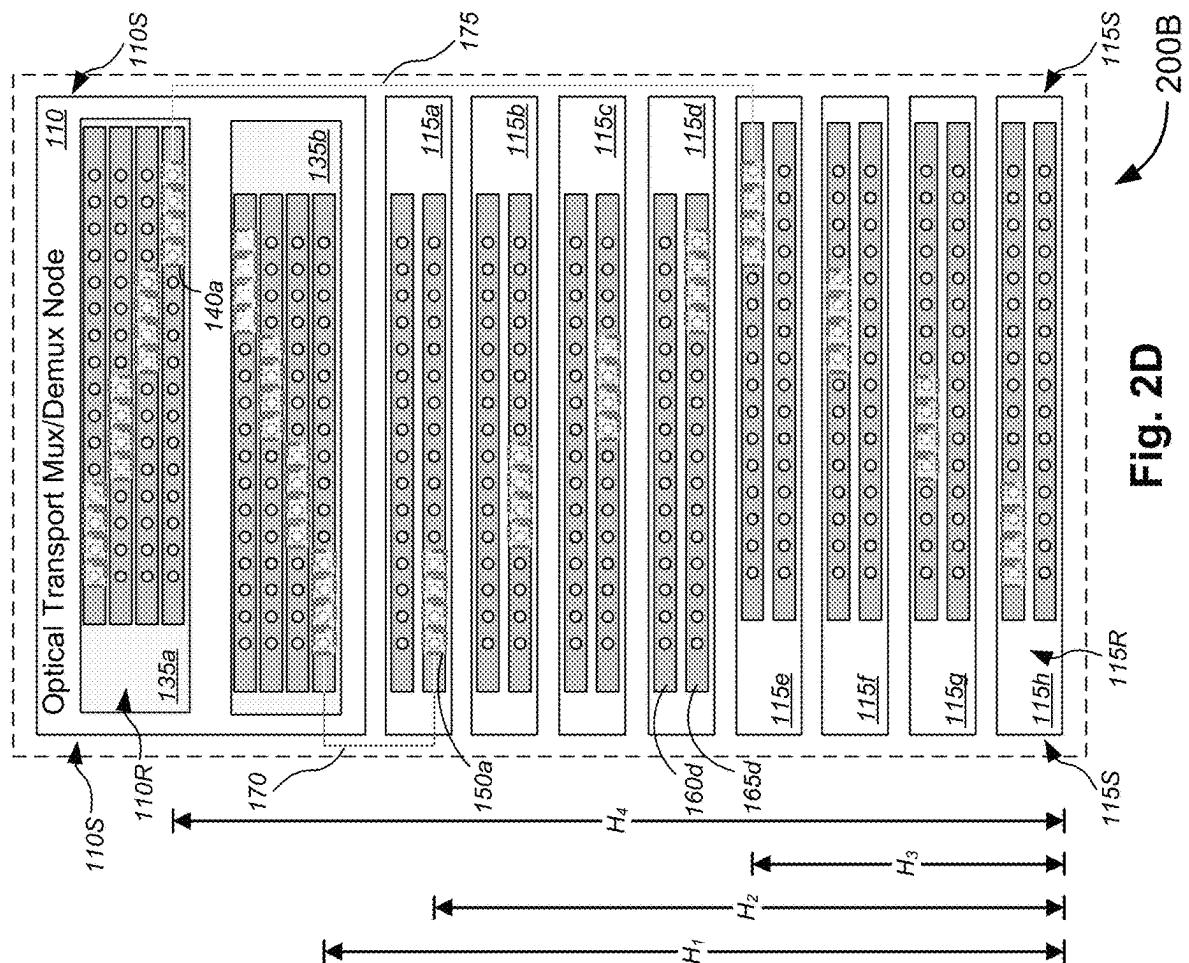 110S
110S
175
Optical Transport Mux/Demux Node
110
135a
110R
140a
135b
170
115a
150a
115b
115c
115d
160d
165d
115e
115f
115g
115h
115R
115S
115S
H₄
H₃
H₂
H₁
200B
Fig. 2D